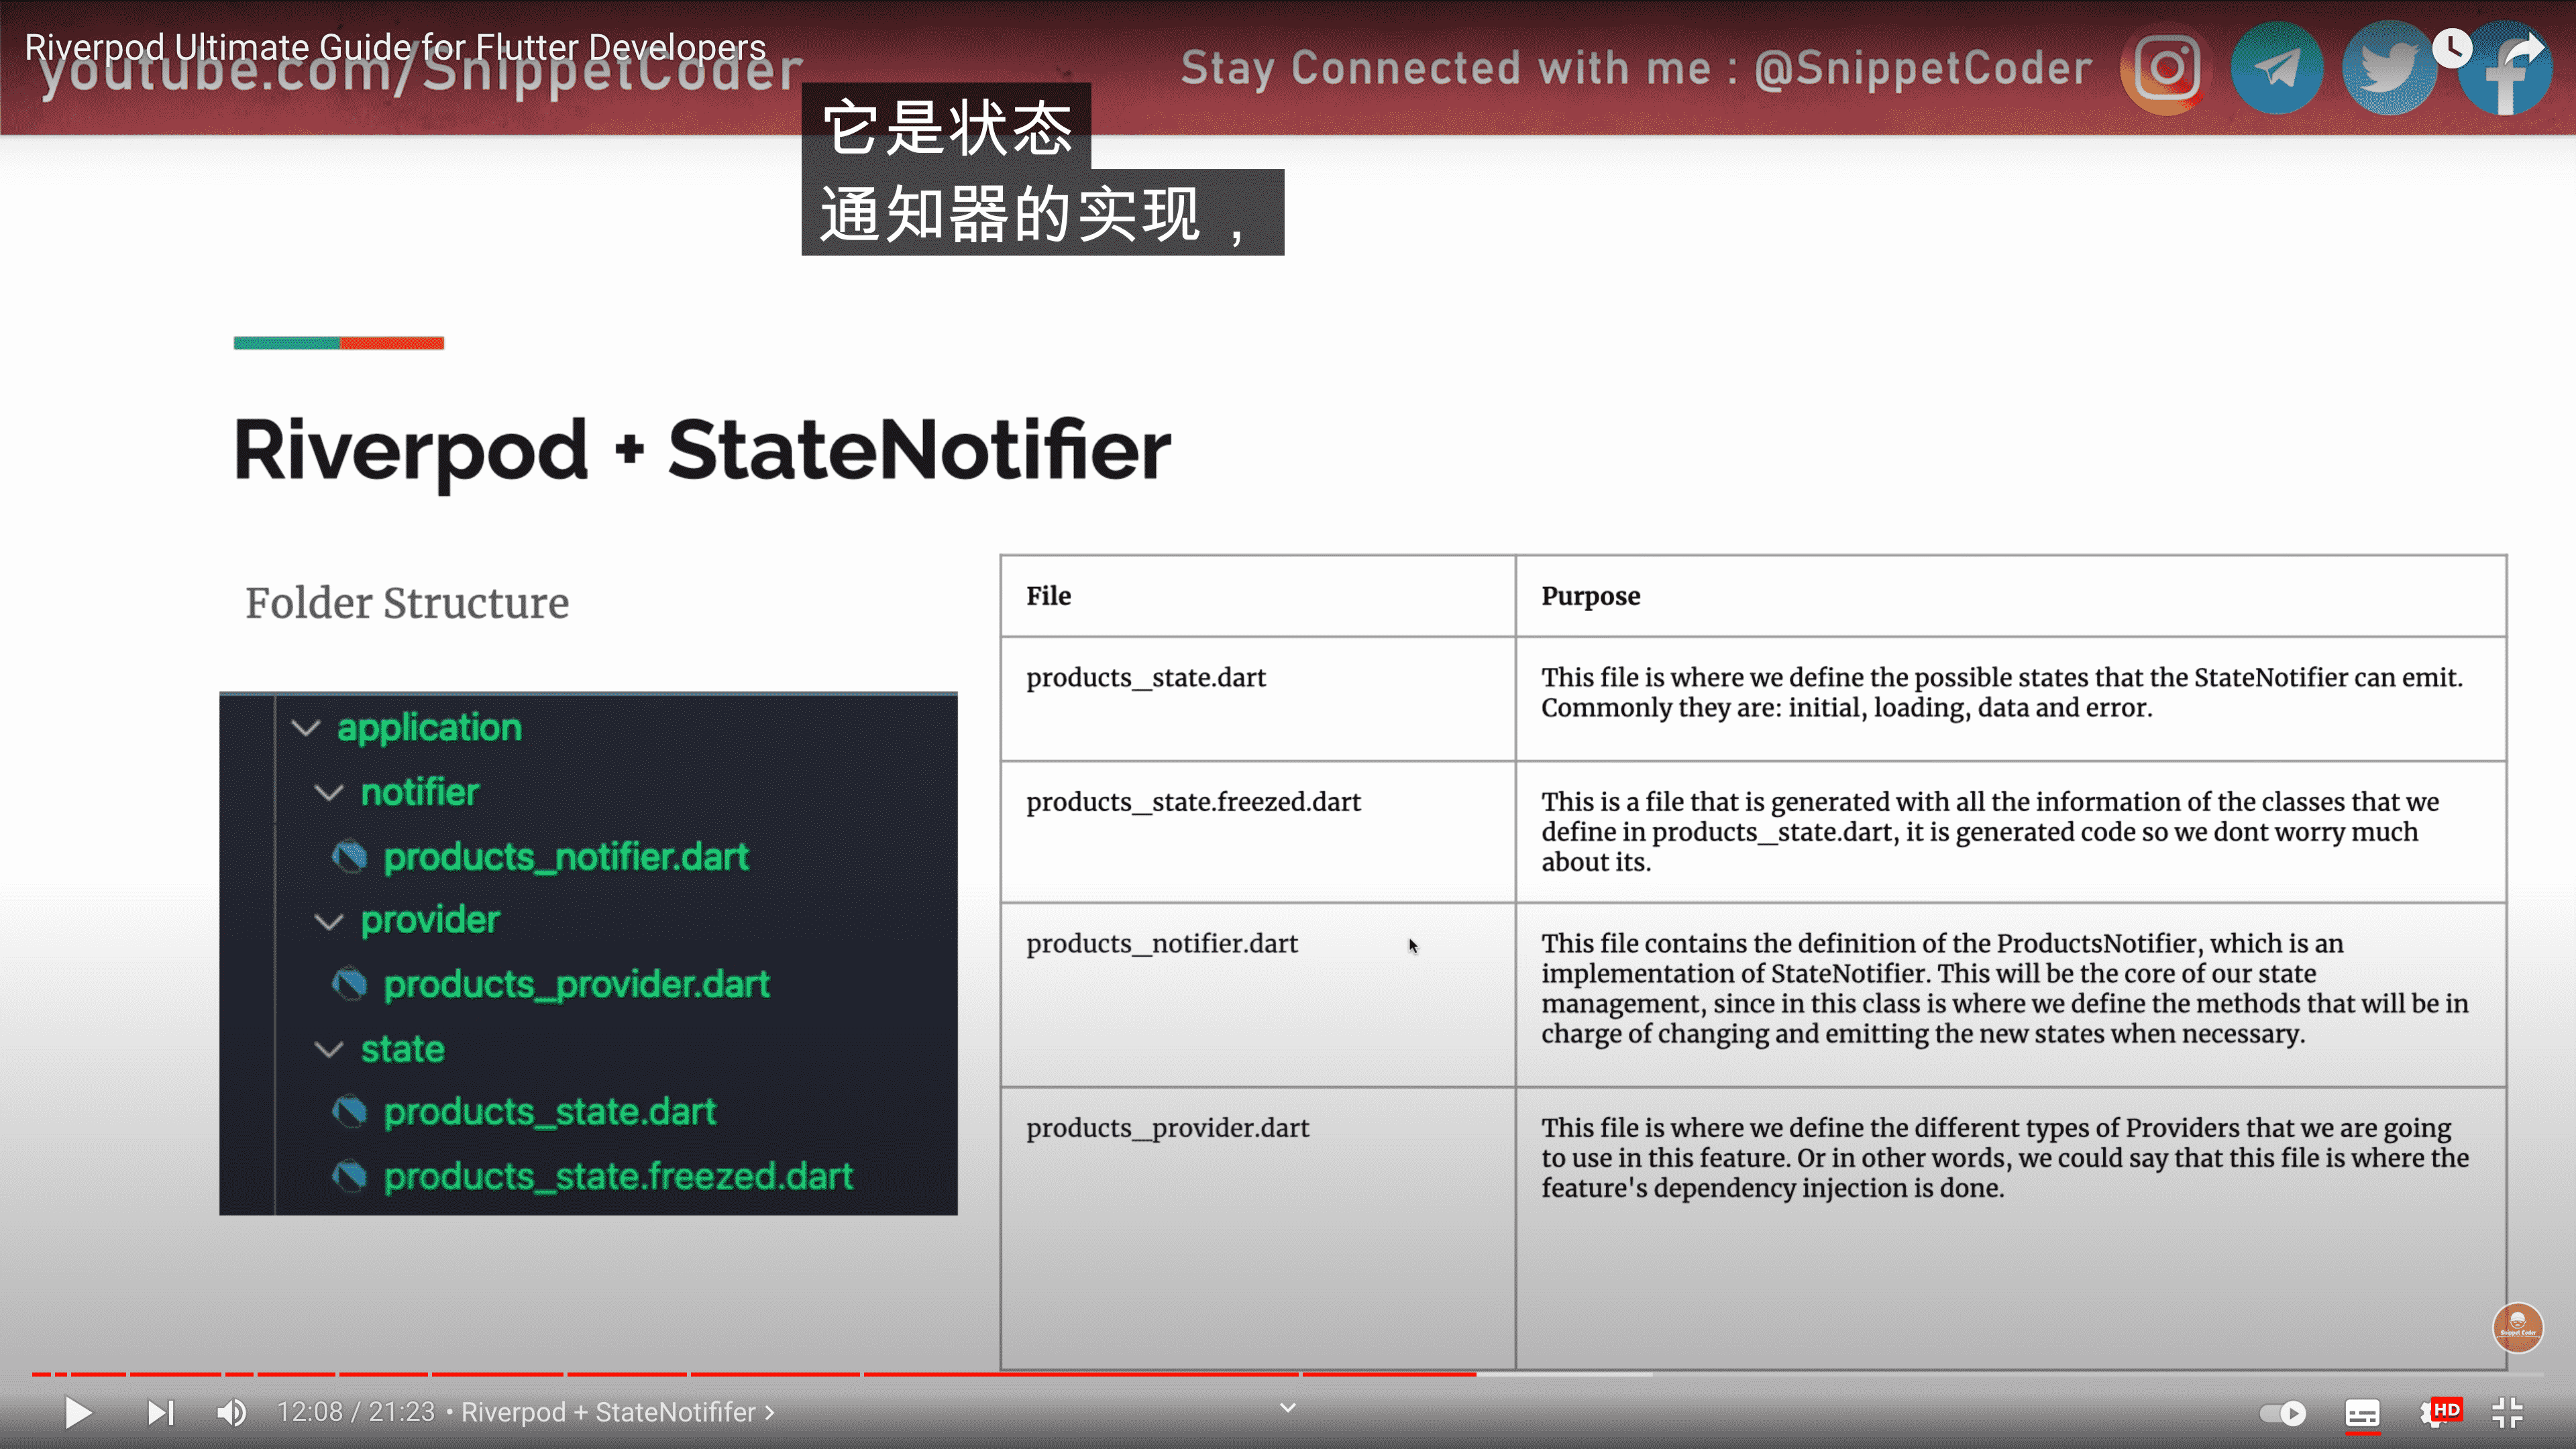 Riverpod Ultimate Guide for Flutter Developers
youtube.com/SnippetCoder
Stay Connected with me : @SnippetCoder
它是状态
通知器的实现，
Riverpod + StateNotifier
Folder Structure
application
notifier
products_notifier.dart
provider
products_provider.dart
state
products_state.dart
products_state.freezed.dart
File
Purpose
products_state.dart
This file is where we define the possible states that the StateNotifier can emit.
Commonly they are: initial, loading, data and error.
products_state.freezed.dart
This is a file that is generated with all the information of the classes that we
define in products_state.dart, it is generated code so we dont worry much
about its.
products_notifier.dart
This file contains the definition of the ProductsNotifier, which is an
implementation of StateNotifier. This will be the core of our state
management, since in this class is where we define the methods that will be in
charge of changing and emitting the new states when necessary.
products_provider.dart
This file is where we define the different types of Providers that we are going
to use in this feature. Or in other words, we could say that this file is where the
feature's dependency injection is done.
Snippet Coder
12:08 / 21:23 • Riverpod + StateNotififer >
HD